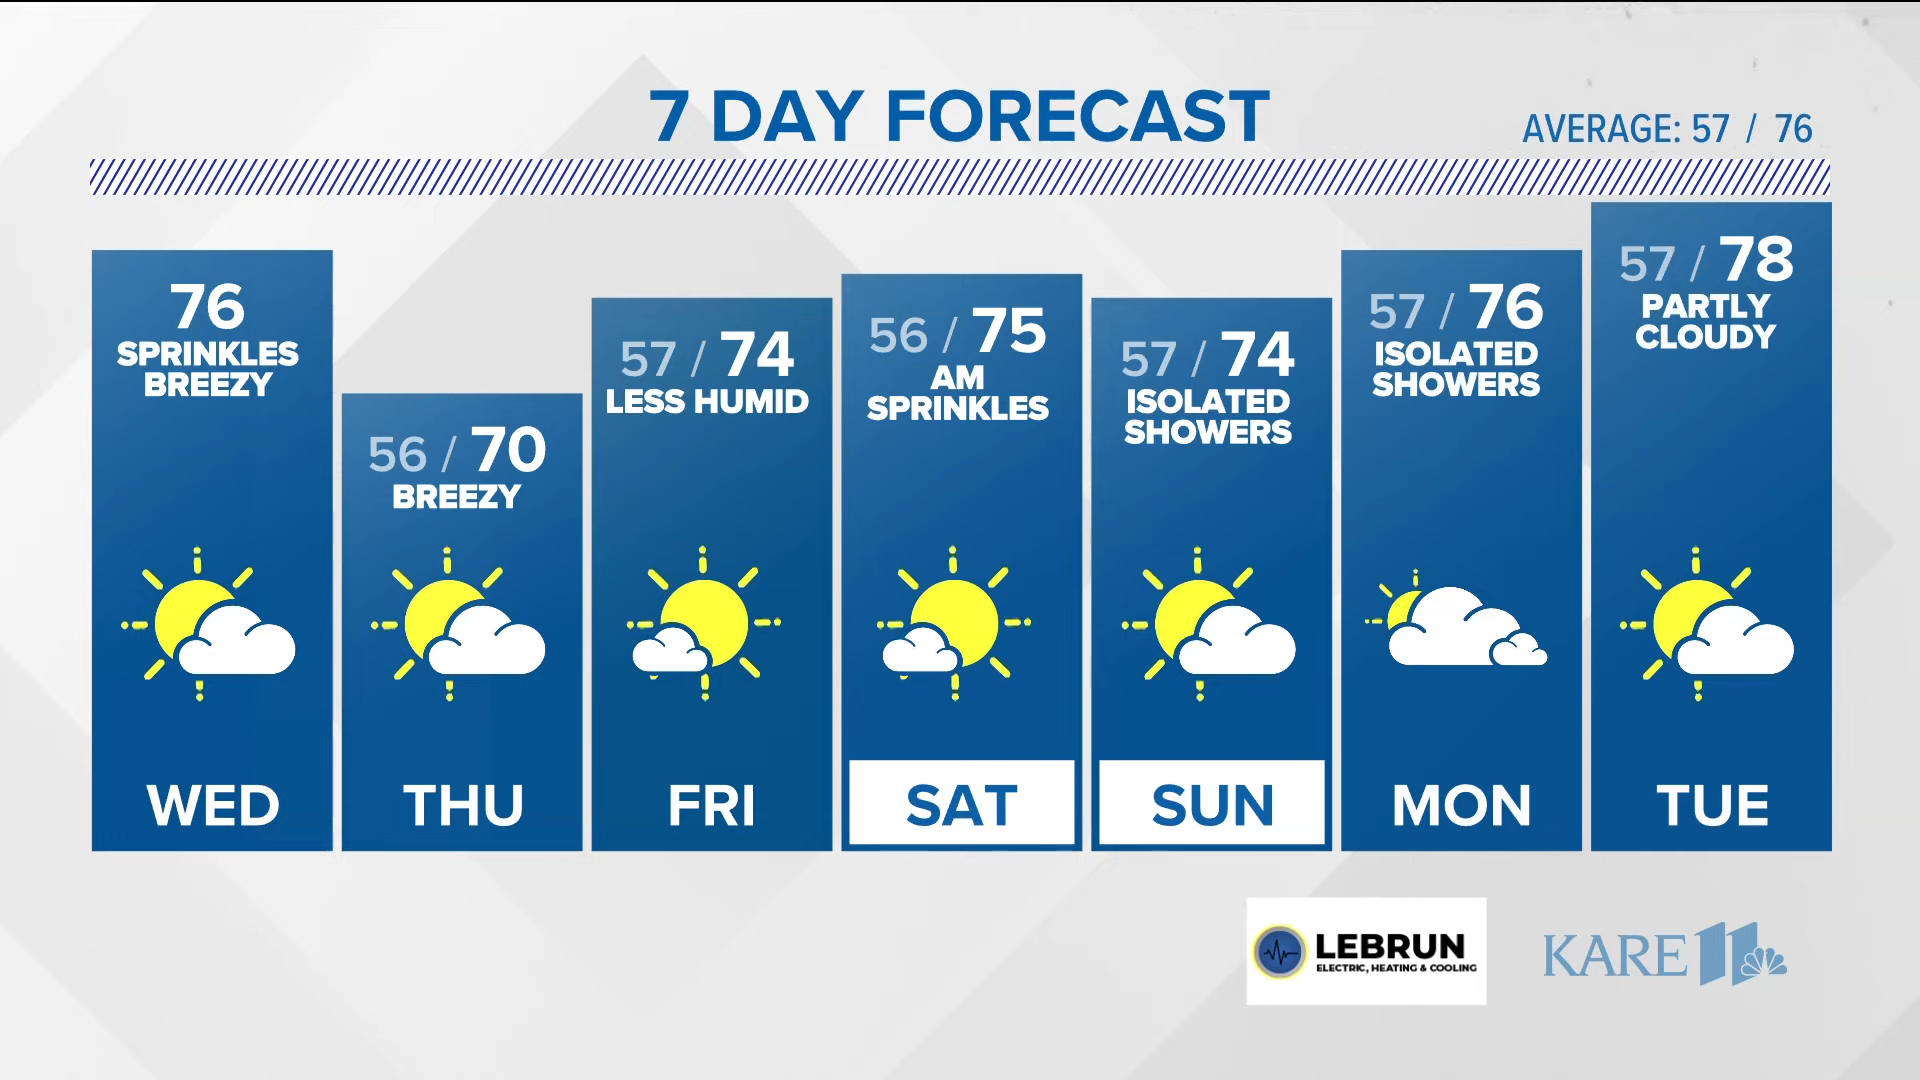 7 DAY FORECAST
AVERAGE: 57 / 76
76
SPRINKLES
BREEZY
WED
56 / 70
BREEZY
THU
57 / 74
LESS HUMID
FRI
56 / 75
AM
SPRINKLES
SAT
57 / 74
ISOLATED
SHOWERS
SUN
57 / 76
ISOLATED
SHOWERS
MON
57 / 78
PARTLY
CLOUDY
TUE
LEBRUN
ELECTRIC, HEATING & COOLING
KARE 11